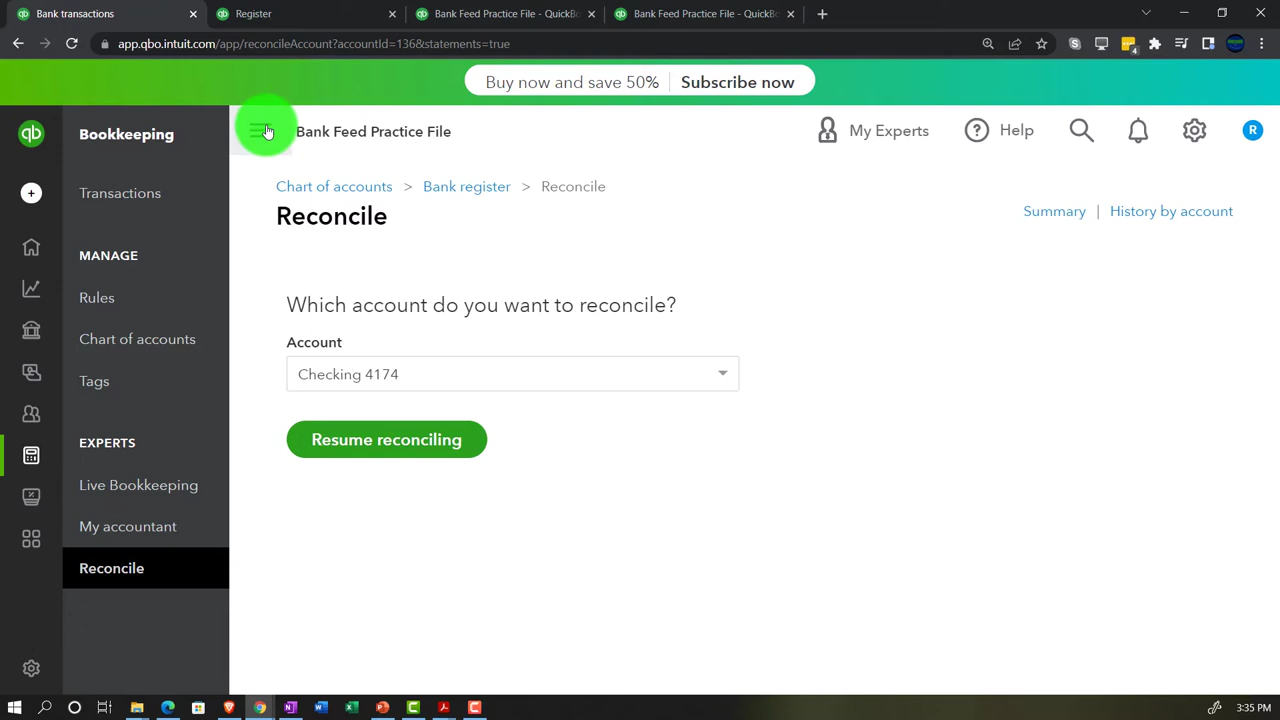 Bank transactions
Register
Bank Feed Practice File - QuickBo
Bank Feed Practice File - QuickBo
app.qbo.intuit.com/app/reconcileAccount?accountId=136&statements=true
4
Buy now and save 50% | Subscribe now
qb
Bookkeeping
Bank Feed Practice File
My Experts
Help
R
Transactions
Chart of accounts > Bank register > Reconcile
Reconcile
Summary | History by account
MANAGE
Rules
Chart of accounts
Tags
EXPERTS
Live Bookkeeping
My accountant
Reconcile
Which account do you want to reconcile?
Account
Checking 4174
Resume reconciling
3:35 PM